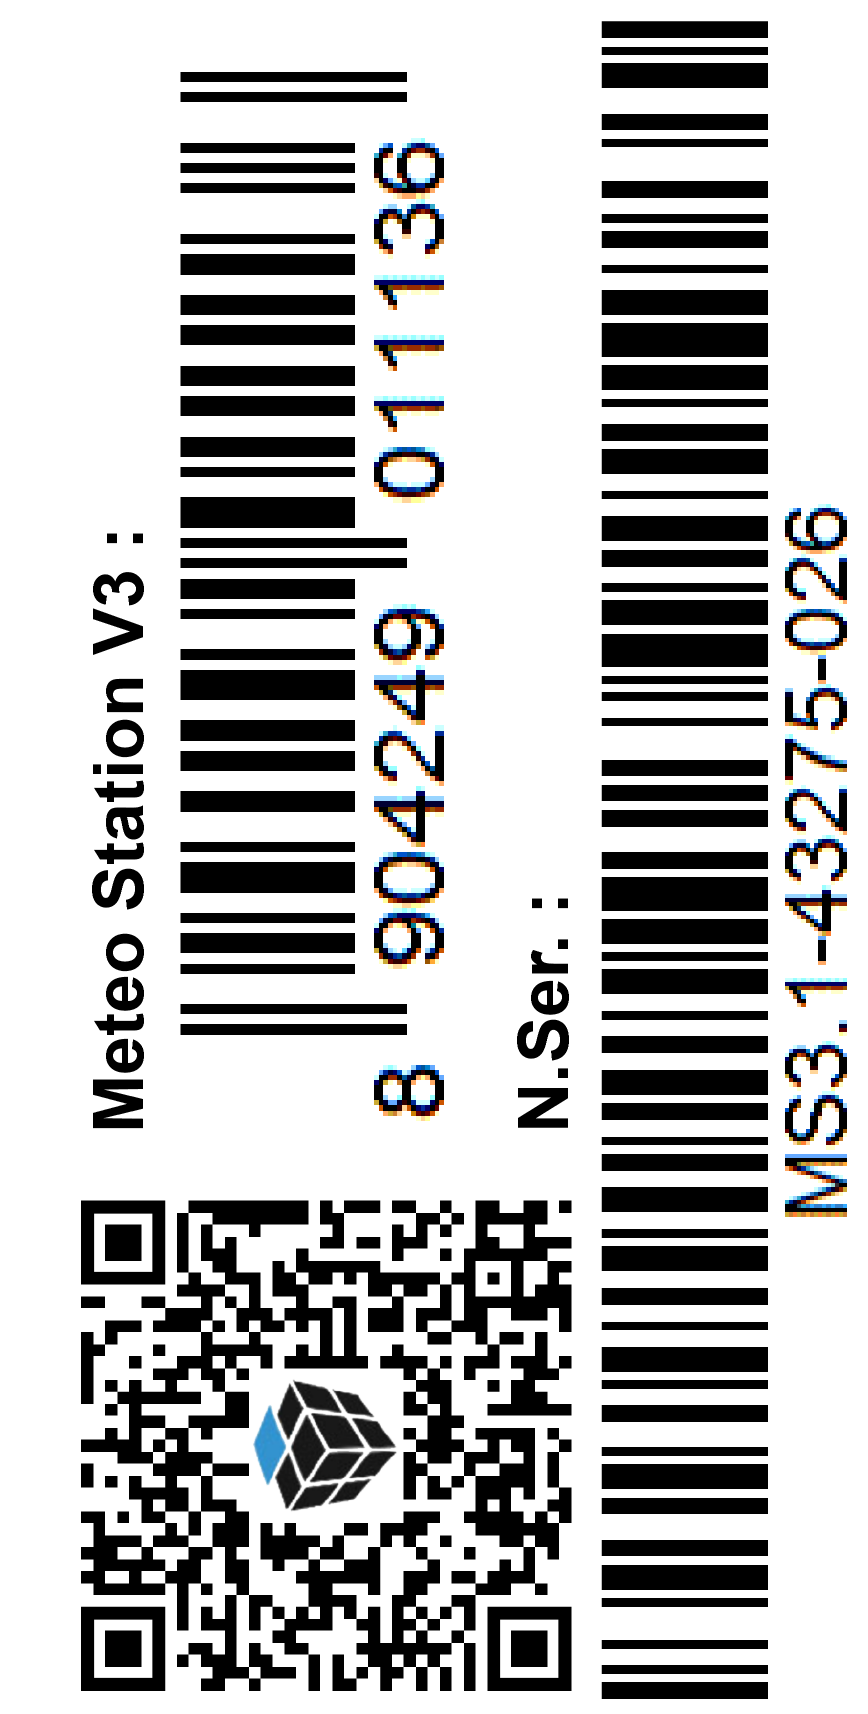 Meteo Station V3 :
8 904249 011136
N.Ser. :
MS3.1-43275-026